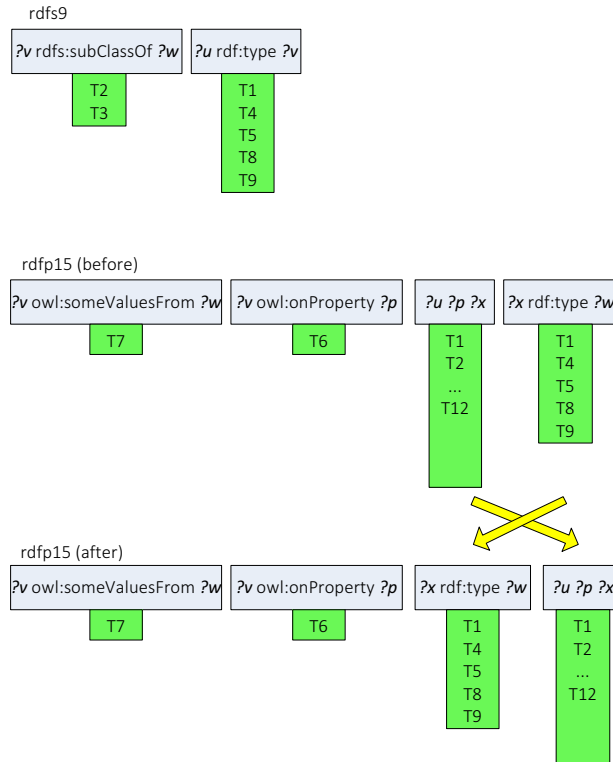 rdfs9
?v rdfs:subClassOf ?w ?u rdf:type ?v
T2 T1
T3 T4
T5
T8
T9
rdfp15 (before)
?v owl:someValuesFrom ?w ?v owl:onProperty ?p ?u ?p ?x ?x rdf:type ?w
T7 T6 T1 T1
T2 T4
... T5
T12 T8
T9
rdfp15 (after)
?v owl:someValuesFrom ?w ?v owl:onProperty ?p ?x rdf:type ?w ?u ?p ?x
T7 T6 T1 T1
T4 T2
T5 ...
T8 T12
T9